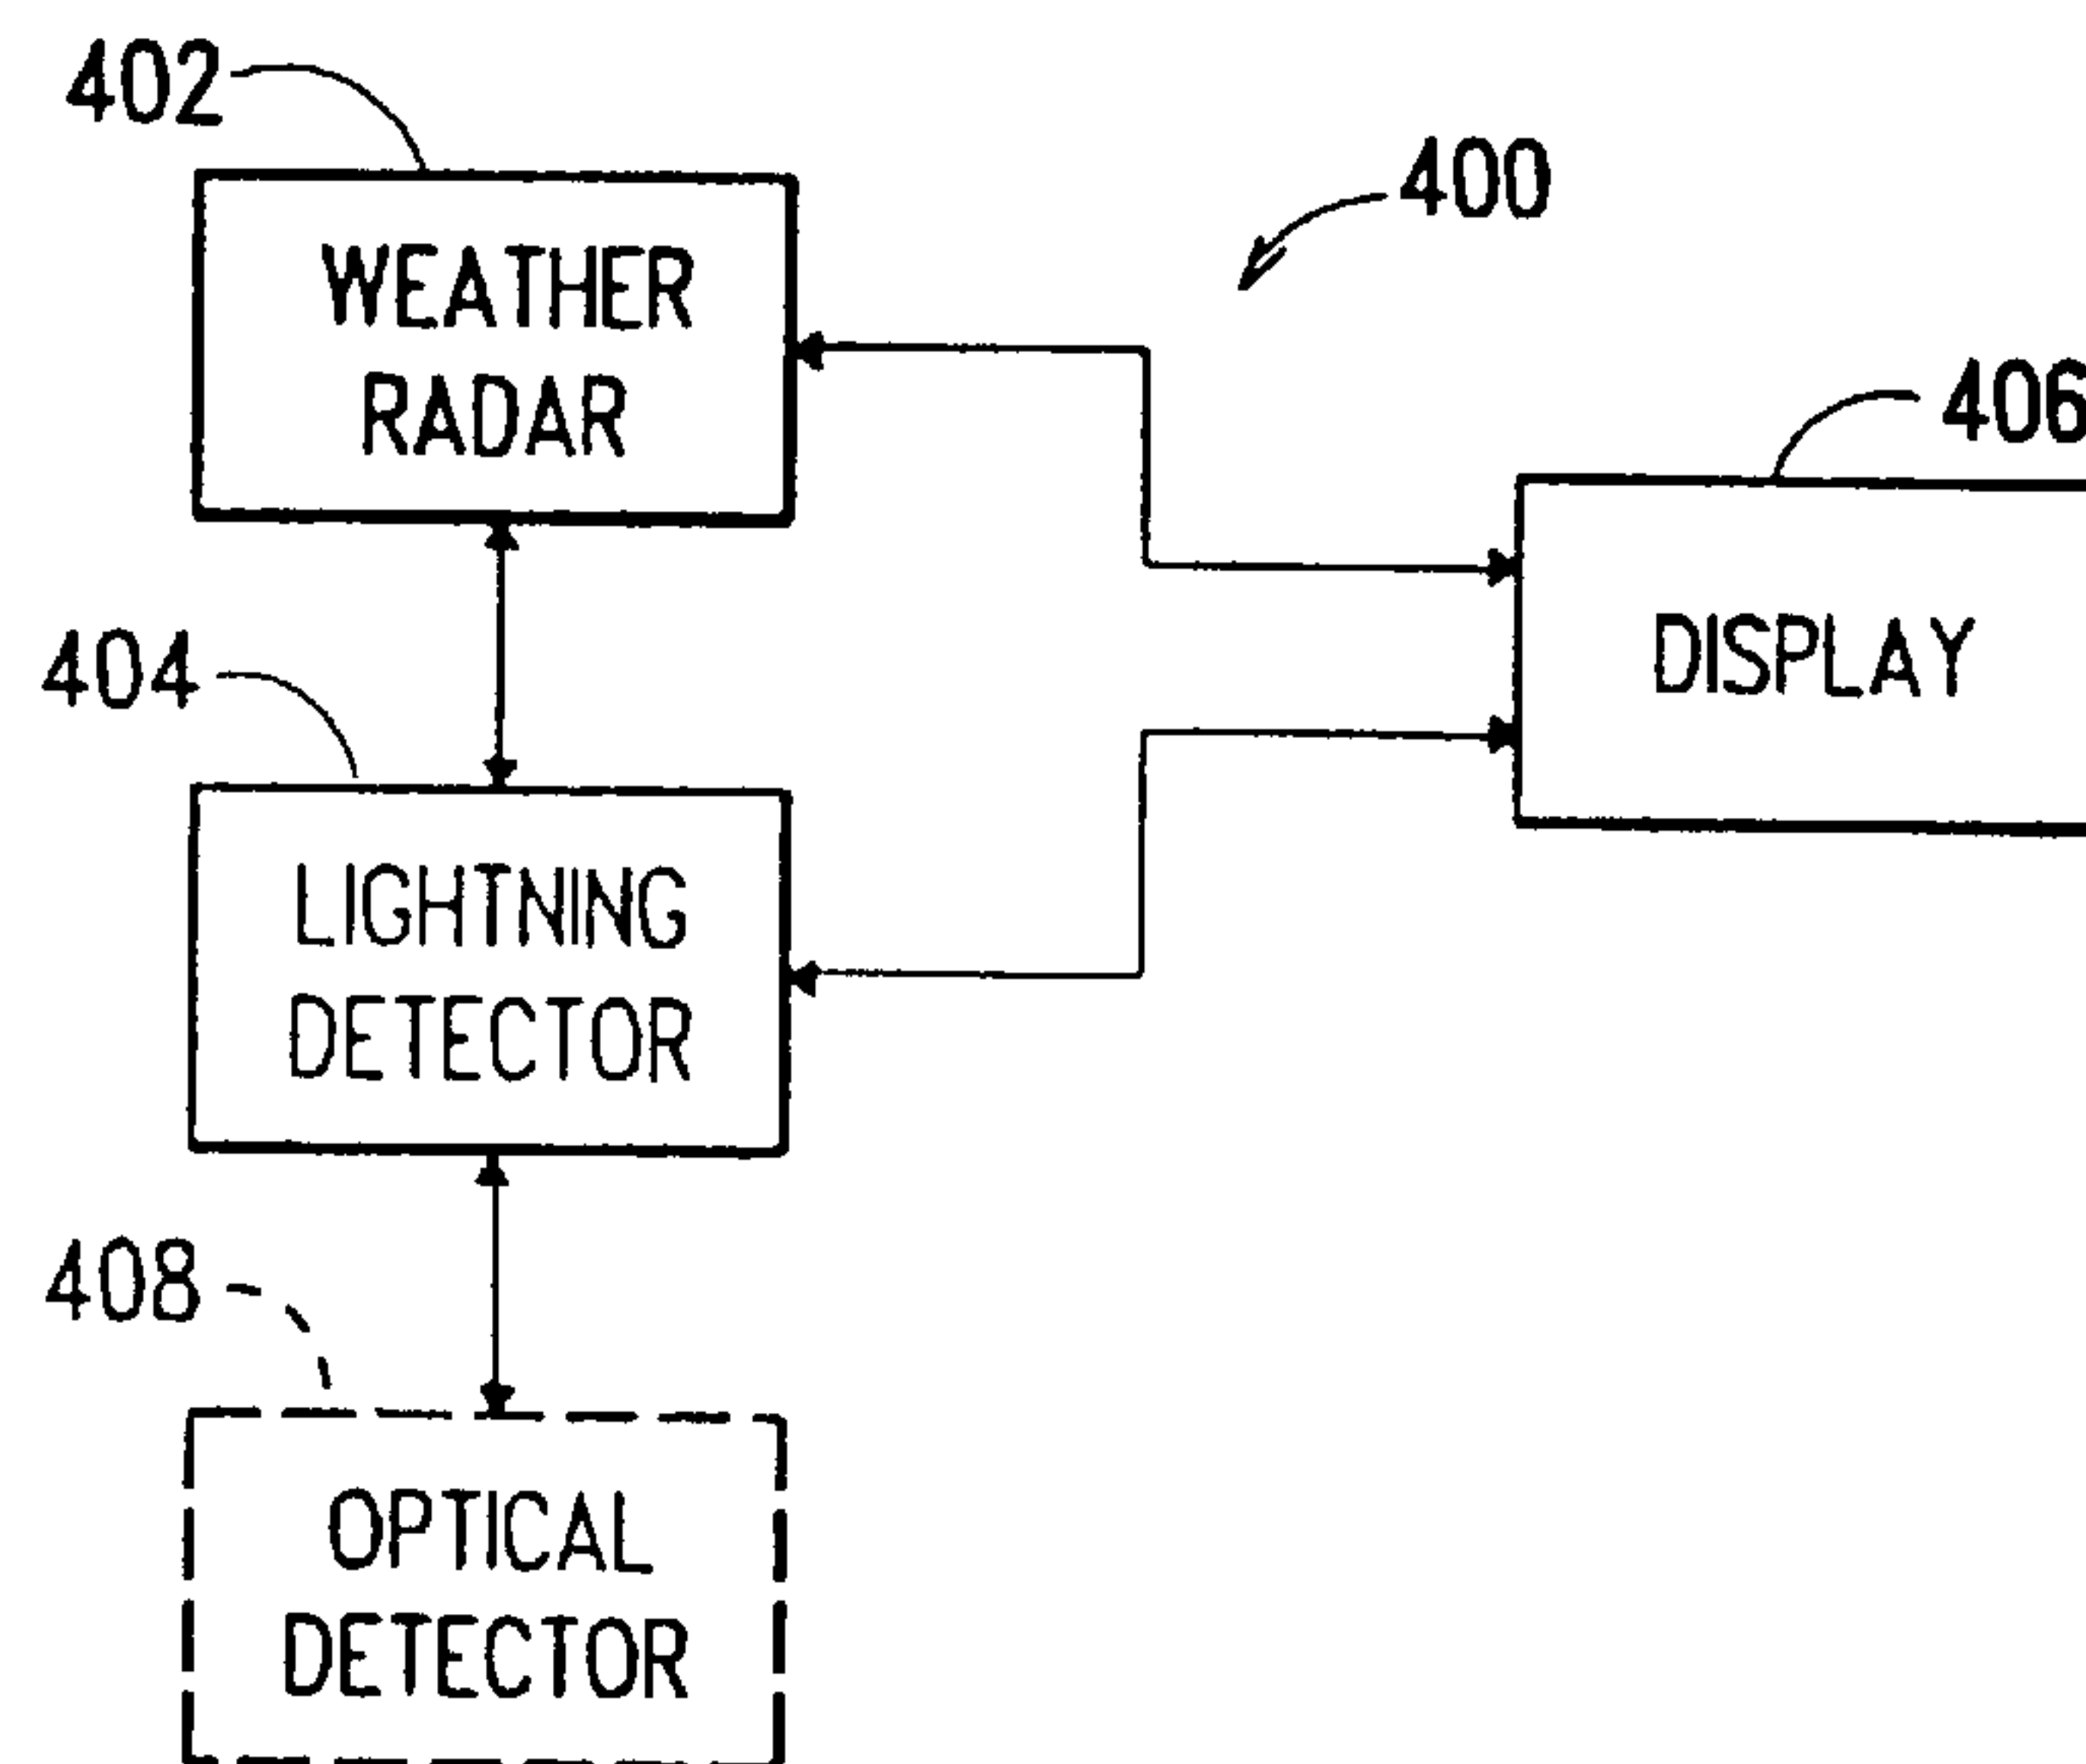 402
400
WEATHER
RADAR
406
DISPLAY
404
LIGHTNING
DETECTOR
408
OPTICAL
DETECTOR